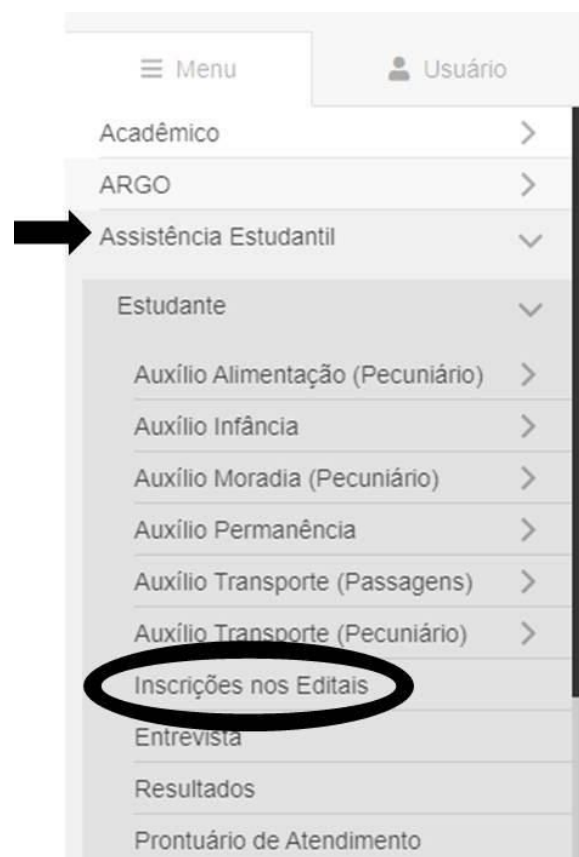 Menu
Usuário
Acadêmico
ARGO
Assistência Estudantil
Estudante
Auxílio Alimentação (Pecuniário)
Auxílio Infância
Auxílio Moradia (Pecuniário)
Auxílio Permanência
Auxílio Transporte (Passagens)
Auxílio Transporte (Pecuniário)
Inscrições nos Editais
Entrevista
Resultados
Prontuário de Atendimento